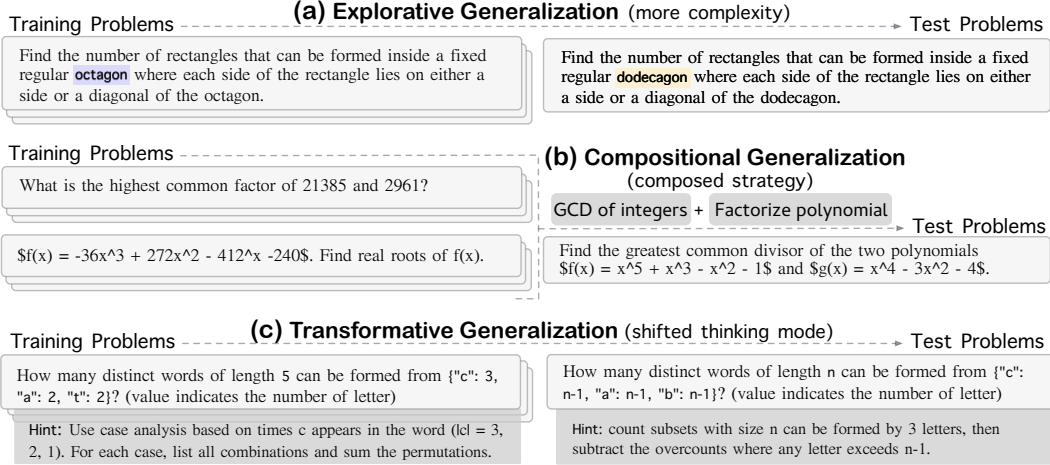 (a) Explorative Generalization (more complexity)
Training Problems
Test Problems
Find the number of rectangles that can be formed inside a fixed
regular octagon where each side of the rectangle lies on either a
side or a diagonal of the octagon.
Find the number of rectangles that can be formed inside a fixed
regular dodecagon where each side of the rectangle lies on either
a side or a diagonal of the dodecagon.
Training Problems
What is the highest common factor of 21385 and 2961?
$f(x) = -36x^3 + 272x^2 - 412^x -240$. Find real roots of f(x).
(b) Compositional Generalization
(composed strategy)
GCD of integers + Factorize polynomial
Test Problems
Find the greatest common divisor of the two polynomials
$f(x) = x^5 + x^3 - x^2 - 1$ and $g(x) = x^4 - 3x^2 - 4$.
(c) Transformative Generalization (shifted thinking mode)
Training Problems
Test Problems
How many distinct words of length 5 can be formed from {"c": 3,
"a": 2, "t": 2}? (value indicates the number of letter)
Hint: Use case analysis based on times c appears in the word (|c| = 3,
2, 1). For each case, list all combinations and sum the permutations.
How many distinct words of length n can be formed from {"c":
n-1, "a": n-1, "b": n-1}? (value indicates the number of letter)
Hint: count subsets with size n can be formed by 3 letters, then
subtract the overcounts where any letter exceeds n-1.